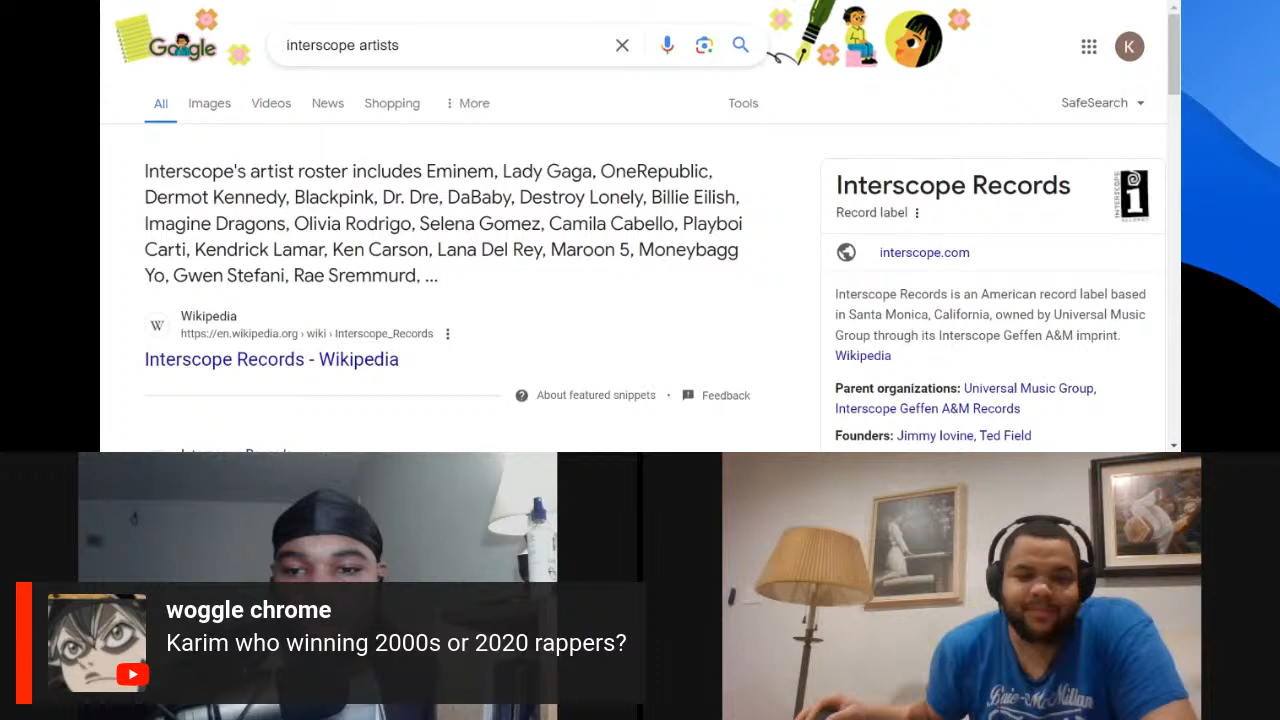 Google
interscope artists
K
All Images Videos News Shopping More Tools SafeSearch
Interscope's artist roster includes Eminem, Lady Gaga, OneRepublic,
Dermot Kennedy, Blackpink, Dr. Dre, DaBaby, Destroy Lonely, Billie Eilish,
Imagine Dragons, Olivia Rodrigo, Selena Gomez, Camila Cabello, Playboi
Carti, Kendrick Lamar, Ken Carson, Lana Del Rey, Maroon 5, Moneybagg
Yo, Gwen Stefani, Rae Sremmurd, ...
W
Wikipedia
https://en.wikipedia.org › wiki › Interscope_Records
Interscope Records - Wikipedia
About featured snippets • Feedback
Interscope Records
Record label
INTERSCOPE
interscope.com
Interscope Records is an American record label based
in Santa Monica, California, owned by Universal Music
Group through its Interscope Geffen A&M imprint.
Wikipedia
Parent organizations: Universal Music Group,
Interscope Geffen A&M Records
Founders: Jimmy Iovine, Ted Field
woggle chrome
Karim who winning 2000s or 2020 rappers?